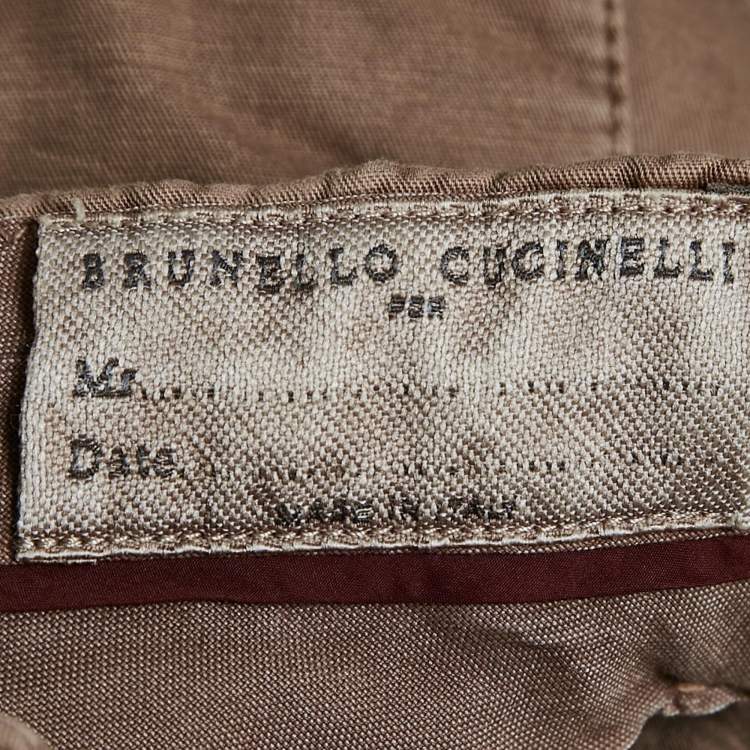 BRUNELLO CUCINELLI
PER
Mr.
Date.
MADE IN ITALY